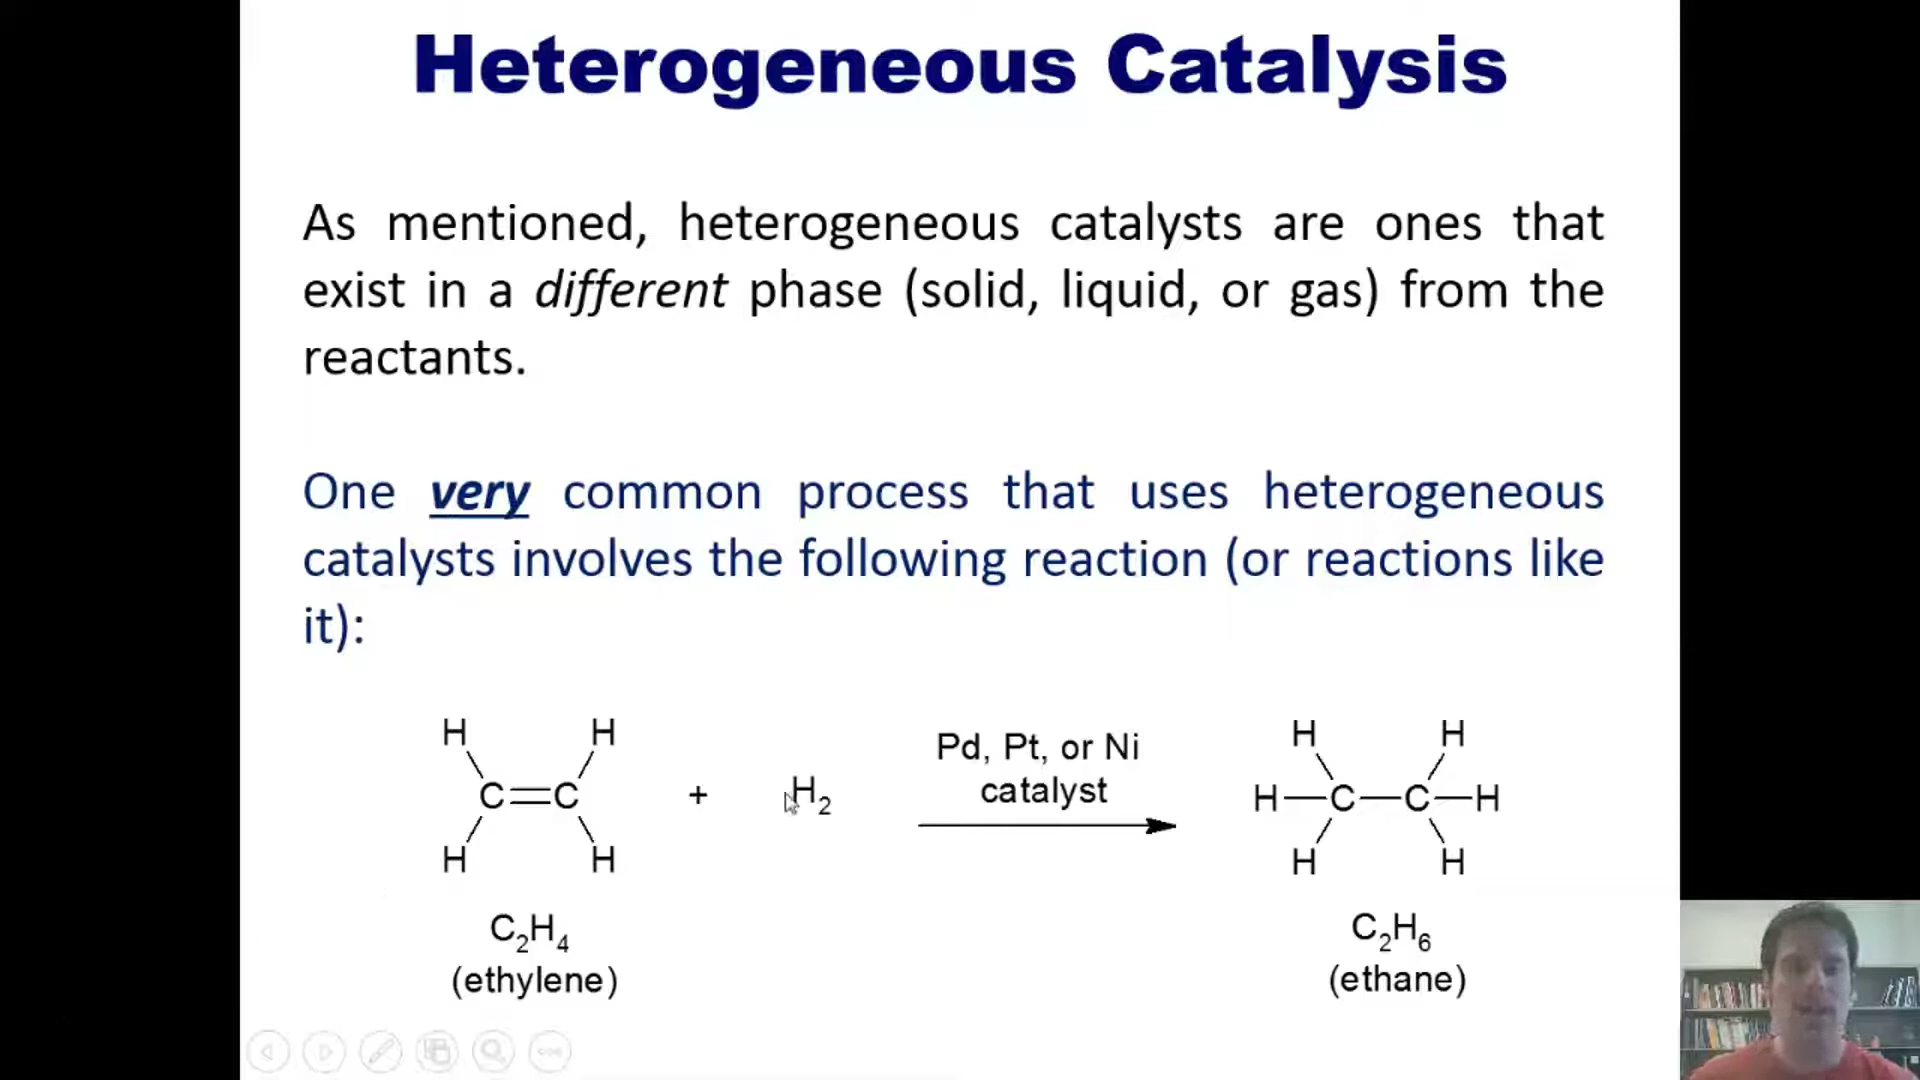 Heterogeneous Catalysis
As mentioned, heterogeneous catalysts are ones that
exist in a different phase (solid, liquid, or gas) from the
reactants.
One very common process that uses heterogeneous
catalysts involves the following reaction (or reactions like
it):
H H
C=C
H H
+
H₂
Pd, Pt, or Ni
catalyst
H H
H—C—C—H
H H
C₂H₄
(ethylene)
C₂H₆
(ethane)